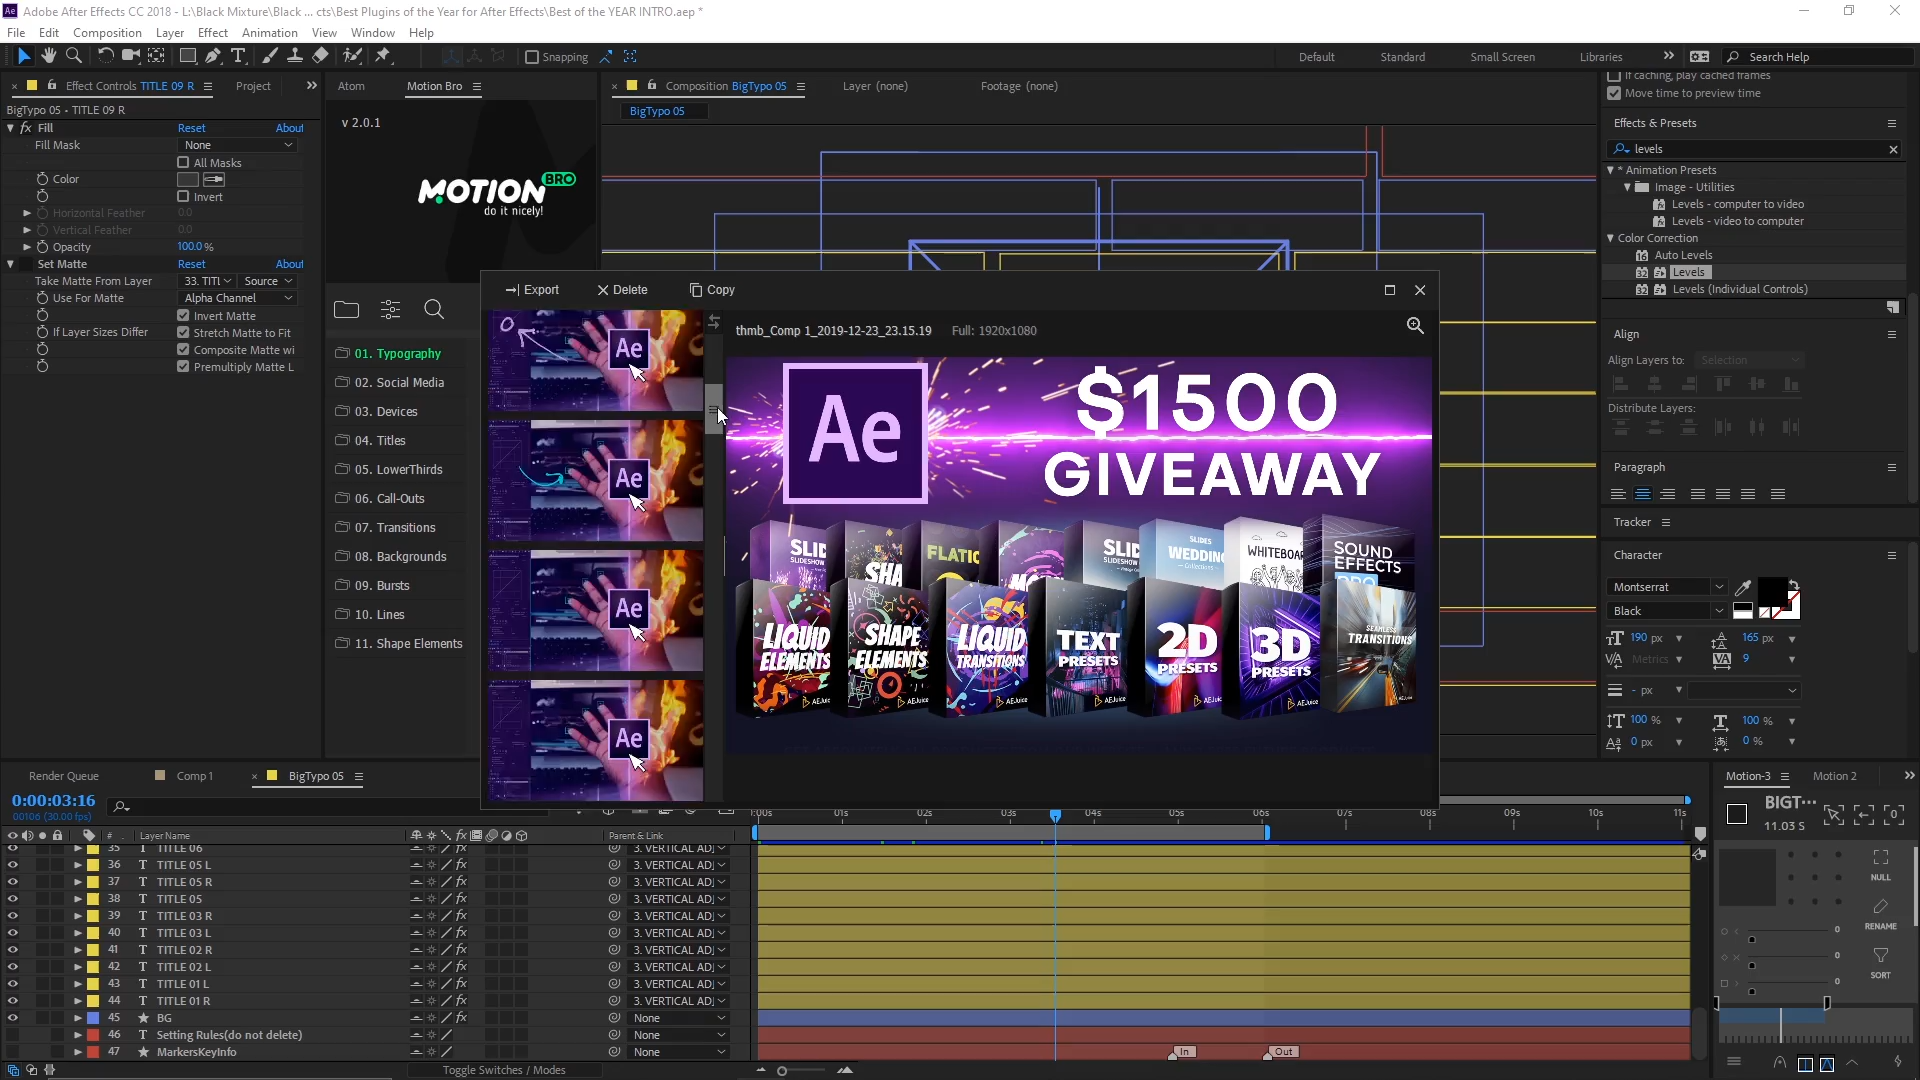 Adobe After Effects CC 2018 - L:\Black Mixture\Black ... cts\Best Plugins of the Year for After Effects\Best of the YEAR INTRO.aep *
File Edit Composition Layer Effect Animation View Window Help
Snapping Default Standard Small Screen Libraries Search Help
Effect Controls TITLE 09 R Project
BigTypo 05 • TITLE 09 R
fx Fill Reset About
Fill Mask None
All Masks
Color
Invert
Horizontal Feather 0.0
Vertical Feather 0.0
Opacity 100.0 %
Set Matte Reset About
Take Matte From Layer 33. TITL Source
Use For Matte Alpha Channel
Invert Matte
If Layer Sizes Differ Stretch Matte to Fit
Composite Matte wi
Premultiply Matte L
Atom Motion Bro
v 2.0.1
MOTION BRO
do it nicely!
01. Typography
02. Social Media
03. Devices
04. Titles
05. LowerThirds
06. Call-Outs
07. Transitions
08. Backgrounds
09. Bursts
10. Lines
11. Shape Elements
Composition BigTypo 05 Layer (none) Footage (none)
BigTypo 05
Export Delete Copy
thmb_Comp 1_2019-12-23_23.15.19 Full: 1920x1080
Ae
Ae
Ae
Ae
Ae
$1500
GIVEAWAY
FLATIC
WEDDING
WHITEBOAR
SOUND
EFFECTS
LIQUID
ELEMENTS
SHAPE
ELEMENTS
LIQUID
TRANSITIONS
TEXT
PRESETS
2D
PRESETS
3D
PRESETS
SEAMLESS
TRANSITIONS
If caching, play cached frames
Move time to preview time
Effects & Presets
levels
* Animation Presets
Image - Utilities
Levels - computer to video
Levels - video to computer
Color Correction
Auto Levels
Levels
Levels (Individual Controls)
Align
Align Layers to: Selection
Distribute Layers:
Paragraph
Tracker
Character
Montserrat
Black
190 px 165 px
Metrics 9
- px
100 % 100 %
0 px 0 %
Render Queue Comp 1 BigTypo 05
0:00:03:16
00106 (30.00 fps)
# Layer Name Parent & Link
35 TITLE 06 3. VERTICAL ADJ
36 TITLE 05 L 3. VERTICAL ADJ
37 TITLE 05 R 3. VERTICAL ADJ
38 TITLE 05 3. VERTICAL ADJ
39 TITLE 03 R 3. VERTICAL ADJ
40 TITLE 03 L 3. VERTICAL ADJ
41 TITLE 02 R 3. VERTICAL ADJ
42 TITLE 02 L 3. VERTICAL ADJ
43 TITLE 01 L 3. VERTICAL ADJ
44 TITLE 01 R 3. VERTICAL ADJ
45 BG None
46 Setting Rules(do not delete) None
47 MarkersKeyInfo None
Toggle Switches / Modes
:00s 01s 02s 03s 04s 05s 06s 07s 08s 09s 10s 11s
In Out
Motion-3 Motion 2
BIGT...
11.03 S
NULL
0 RENAME
0
0 SORT